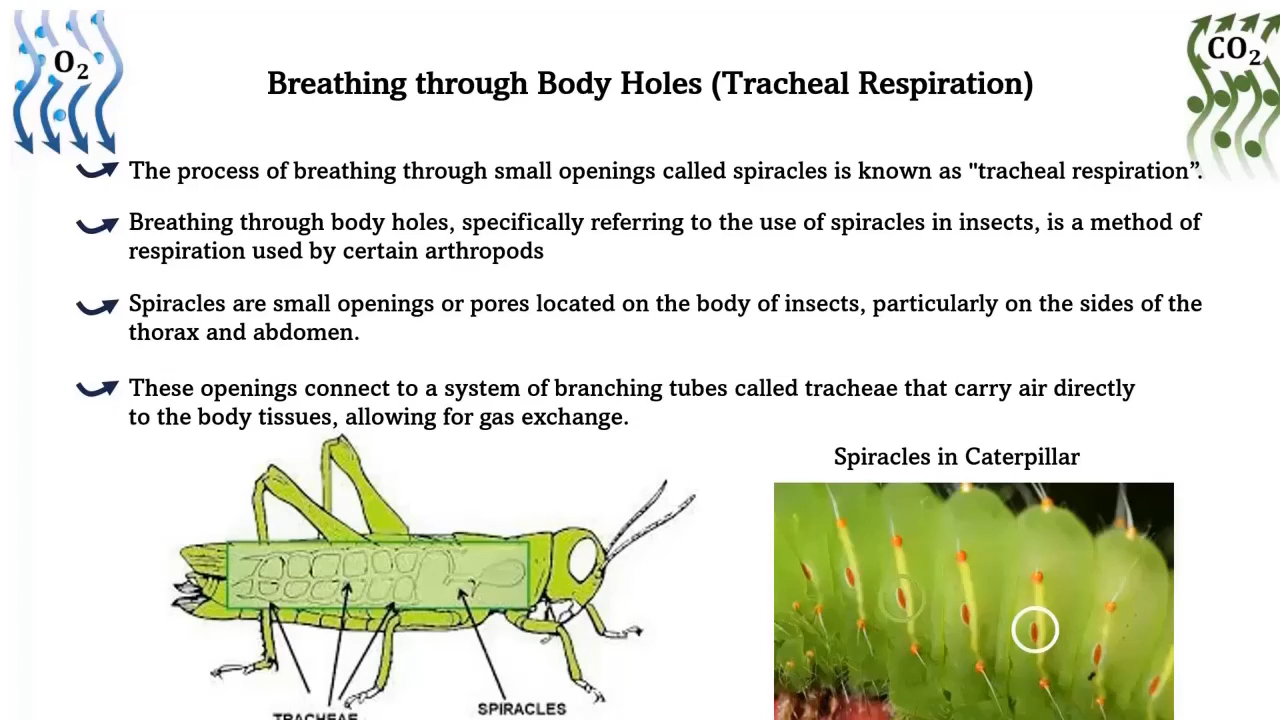 O2
CO2
Breathing through Body Holes (Tracheal Respiration)
The process of breathing through small openings called spiracles is known as "tracheal respiration”.
Breathing through body holes, specifically referring to the use of spiracles in insects, is a method of
respiration used by certain arthropods
Spiracles are small openings or pores located on the body of insects, particularly on the sides of the
thorax and abdomen.
These openings connect to a system of branching tubes called tracheae that carry air directly
to the body tissues, allowing for gas exchange.
Spiracles in Caterpillar
TRACHEAE
SPIRACLES